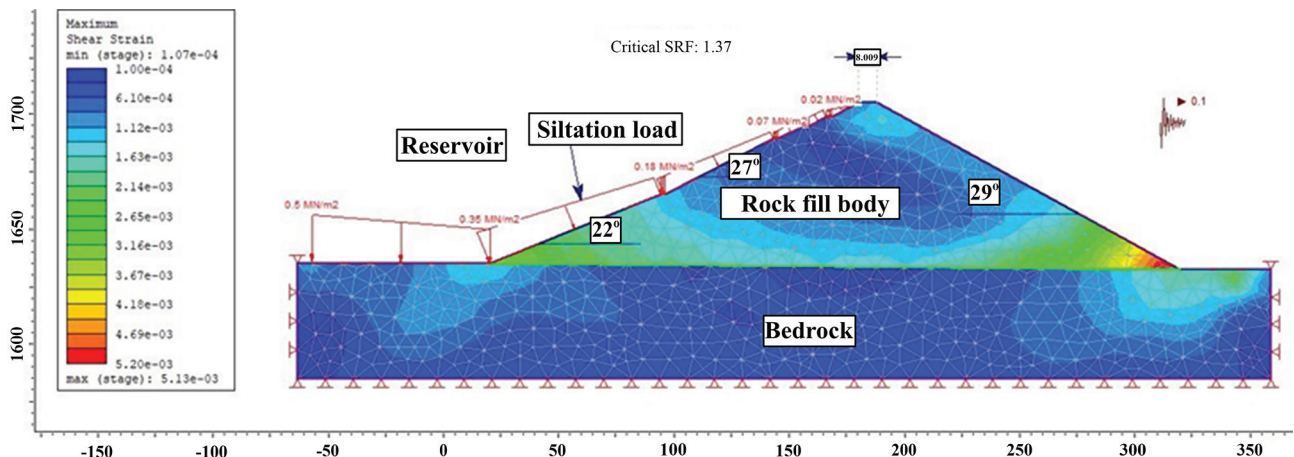 Maximum
Shear Strain
min (stage): 1.07e-04
1.00e-04
6.10e-04
1.12e-03
1.63e-03
2.14e-03
2.65e-03
3.16e-03
3.67e-03
4.18e-03
4.69e-03
5.20e-03
max (stage): 5.13e-03
Critical SRF: 1.37
8.009
0.1
0.02 MN/m2
0.07 MN/m2
0.18 MN/m2
0.35 MN/m2
0.5 MN/m2
Siltation load
Reservoir
27°
29°
22°
Rock fill body
Bedrock
1700
1650
1600
-150
-100
-50
0
50
100
150
200
250
300
350